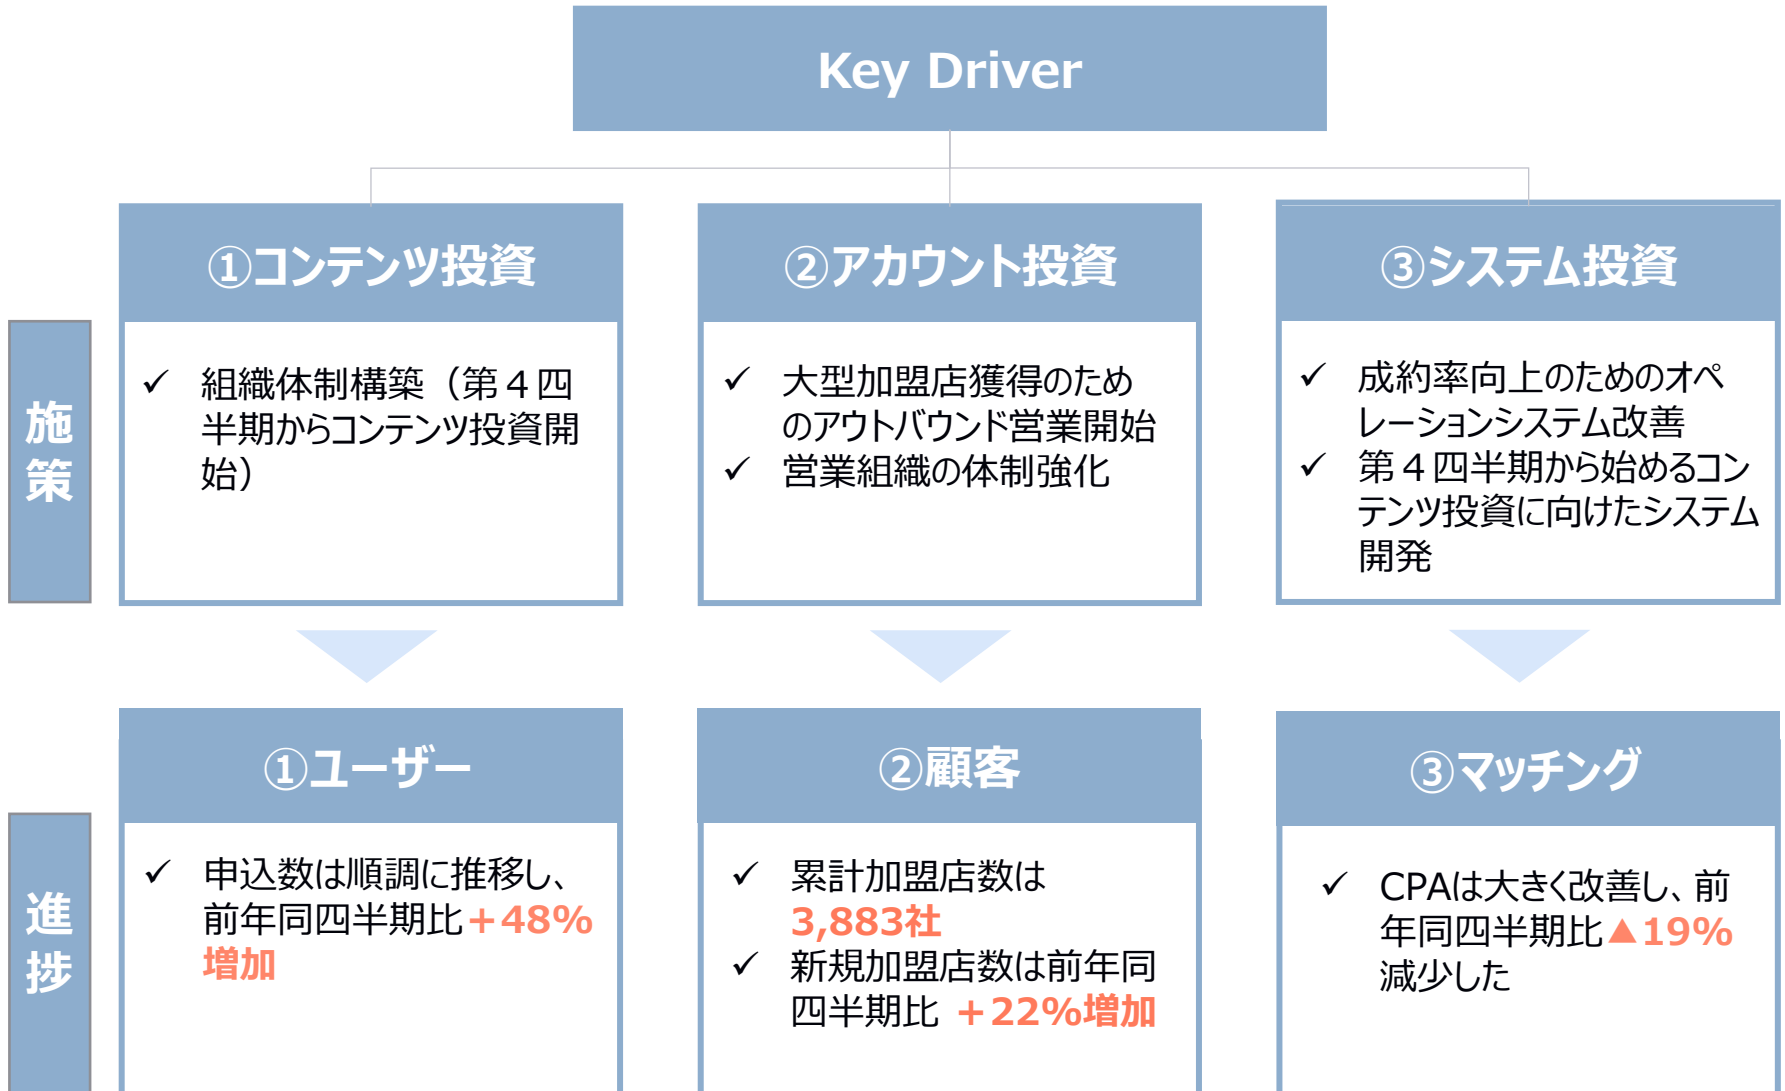 Key Driver
①コンテンツ投資
②アカウント投資
③システム投資
施策
✓ 組織体制構築（第４四
半期からコンテンツ投資開
始）
✓ 大型加盟店獲得のため
のアウトバウンド営業開始
✓ 営業組織の体制強化
✓ 成約率向上のためのオペ
レーションシステム改善
✓ 第４四半期から始めるコン
テンツ投資に向けたシステム
開発
①ユーザー
②顧客
③マッチング
進捗
✓ 申込数は順調に推移し、
前年同四半期比＋48%
増加
✓ 累計加盟店数は
3,883社
✓ 新規加盟店数は前年同
四半期比 ＋22%増加
✓ CPAは大きく改善し、前
年同四半期比▲19%
減少した